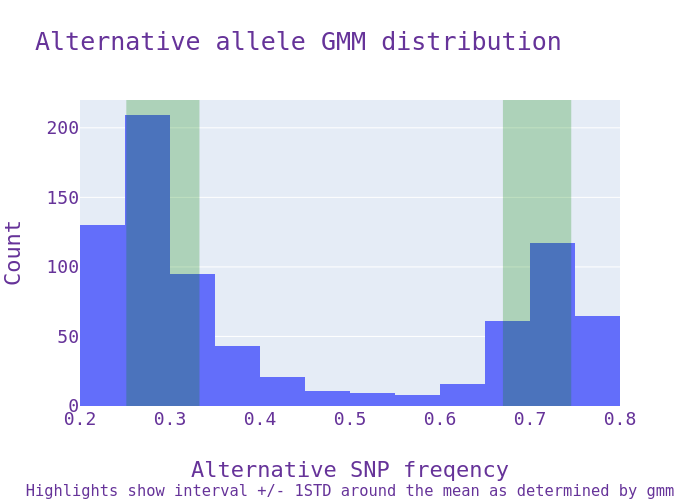 Alternative allele GMM distribution
200
150
100
50
0
Count
0.2 0.3 0.4 0.5 0.6 0.7 0.8
Alternative SNP freqency
Highlights show interval +/- 1STD around the mean as determined by gmm